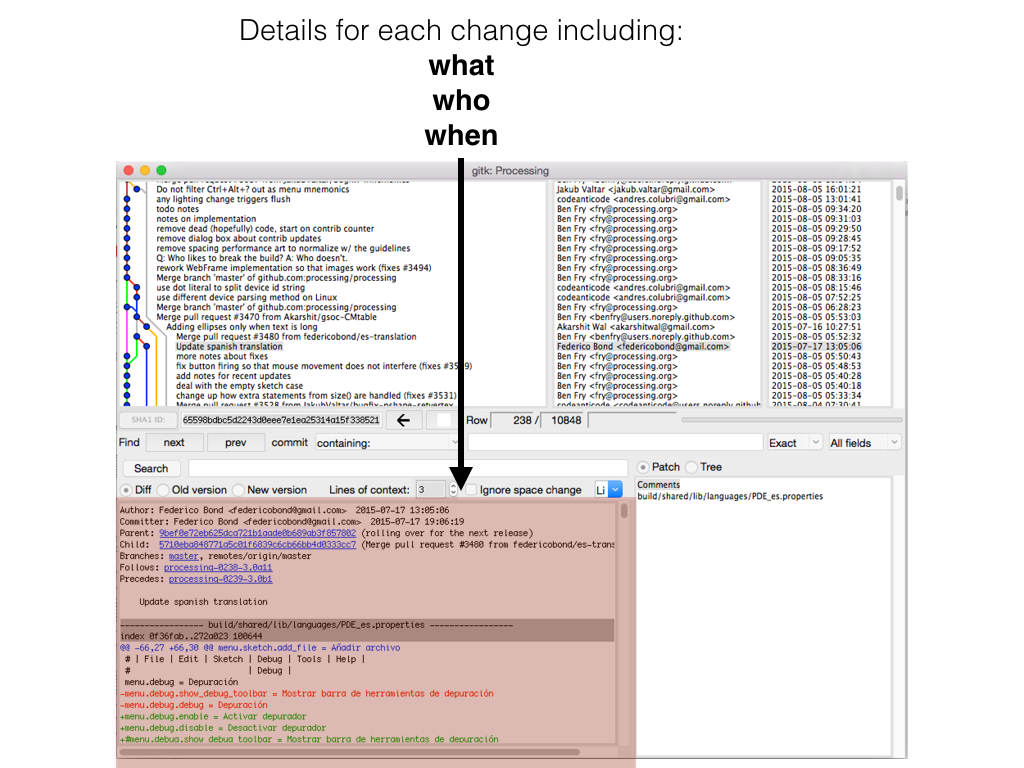 Details for each change including:
what
who
when
gitk: Processing
Do not filter Ctrl+Alt+? out as menu mnemonics Jakub Valtar <jakub.valtar@gmail.com> 2015-08-05 16:01:21
any lighting change triggers flush codeanticode <andres.colubri@gmail.com> 2015-08-05 13:01:41
todo notes Ben Fry <fry@processing.org> 2015-08-05 09:34:20
notes on implementation Ben Fry <fry@processing.org> 2015-08-05 09:31:03
remove dead (hopefully) code, start on contrib counter Ben Fry <fry@processing.org> 2015-08-05 09:29:50
remove dialog box about contrib updates Ben Fry <fry@processing.org> 2015-08-05 09:28:45
remove spacing performance art to normalize w/ the guidelines Ben Fry <fry@processing.org> 2015-08-05 09:17:52
Q: Who likes to break the build? A: Who doesn't. Ben Fry <fry@processing.org> 2015-08-05 09:05:35
rework WebFrame implementation so that images work (fixes #3494) Ben Fry <fry@processing.org> 2015-08-05 08:36:49
Merge branch 'master' of github.com:processing/processing Ben Fry <fry@processing.org> 2015-08-05 08:33:16
use dot literal to split device id string codeanticode <andres.colubri@gmail.com> 2015-08-05 08:15:46
use different device parsing method on Linux codeanticode <andres.colubri@gmail.com> 2015-08-05 07:52:25
Merge branch 'master' of github.com:processing/processing Ben Fry <fry@processing.org> 2015-08-05 06:28:23
Merge pull request #3470 from Akarshit/gsoc-CMtable Ben Fry <benfry@users.noreply.github.com> 2015-08-05 05:53:03
Adding ellipses only when text is long Akarshit Wal <akarshitwal@gmail.com> 2015-07-16 10:27:51
Merge pull request #3480 from federicobond/es-translation Ben Fry <benfry@users.noreply.github.com> 2015-08-05 05:52:32
Update spanish translation Federico Bond <federicobond@gmail.com> 2015-07-17 13:05:06
more notes about fixes Ben Fry <fry@processing.org> 2015-08-05 05:50:43
fix button firing so that mouse movement does not interfere (fixes Ben Fry <fry@processing.org> 2015-08-05 05:48:53
add notes for recent updates Ben Fry <fry@processing.org> 2015-08-05 05:40:28
deal with the empty sketch case Ben Fry <fry@processing.org> 2015-08-05 05:40:18
change up how extra statements from size() are handled (fixes #3531) Ben Fry <fry@processing.org> 2015-08-05 05:33:34
SHA1 ID: 65598bdbc5d2243d0eee7e1ea25314a15f338521 Row 238 / 10848
Find next prev commit containing: Exact All fields
Search Patch Tree
Diff Old version New version Lines of context: 3 Ignore space change Li
Comments
build/shared/lib/languages/PDE_es.properties
Author: Federico Bond <federicobond@gmail.com> 2015-07-17 13:05:06
Committer: Federico Bond <federicobond@gmail.com> 2015-07-17 19:06:19
Parent: 9bef0e72eb625dca721b1aade0b689ab3f057802 (rolling over for the next release)
Child: 5710eba848771a5c01f6839c6cb66bb4d0333cc7 (Merge pull request #3480 from federicobond/es-trans
Branches: master, remotes/origin/master
Follows: processing-0238-3.0a11
Precedes: processing-0239-3.0b1
Update spanish translation
---------------- build/shared/lib/languages/PDE_es.properties ----------------
index 0f36fab..272a023 100644
@@ -66,27 +66,30 @@ menu.sketch.add_file = Añadir archivo
# | File | Edit | Sketch | Debug | Tools | Help |
# | Debug |
menu.debug = Depuración
-menu.debug.show_debug_toolbar = Mostrar barra de herramientas de depuración
-menu.debug.debug = Depuración
+menu.debug.enable = Activar depurador
+menu.debug.disable = Desactivar depurador
+#menu.debug.show_debug_toolbar = Mostrar barra de herramientas de depuración